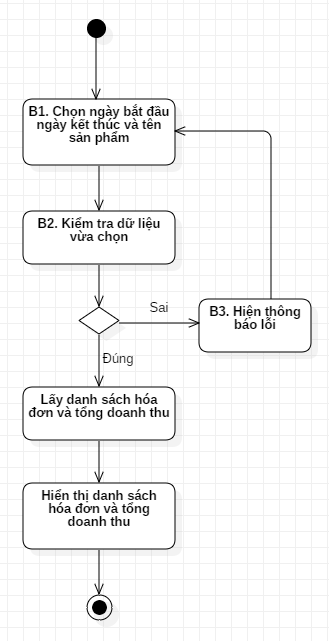 B1. Chọn ngày bắt đầu
ngày kết thúc và tên
sản phẩm
B2. Kiểm tra dữ liệu
vừa chọn
Sai
B3. Hiện thông
báo lỗi
Đúng
Lấy danh sách hóa
đơn và tổng doanh thu
Hiển thị danh sách
hóa đơn và tổng
doanh thu